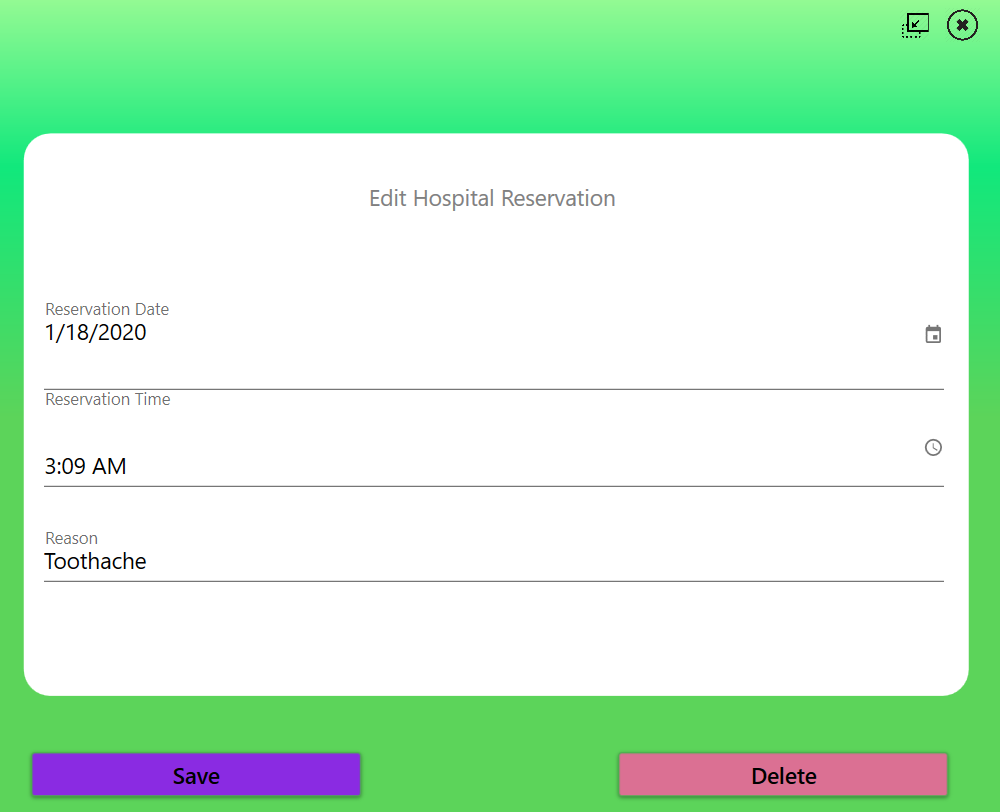 Edit Hospital Reservation
Reservation Date
1/18/2020
Reservation Time
3:09 AM
Reason
Toothache
Save
Delete